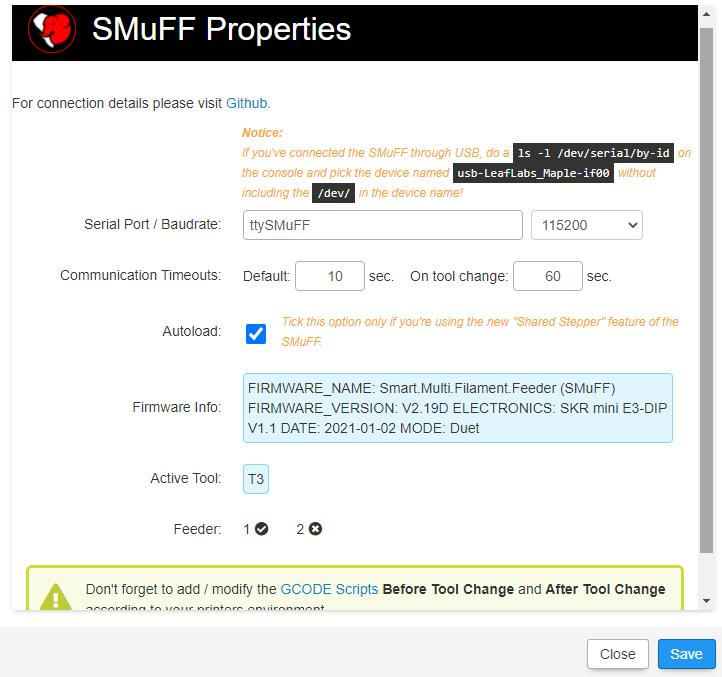 SMuFF Properties
For connection details please visit Github.
Notice:
If you've connected the SMuFF through USB, do a ls -l /dev/serial/by-id on
the console and pick the device named usb-LeafLabs_Maple-if00 without
including the /dev/ in the device name!
Serial Port / Baudrate: ttySMuFF 115200
Communication Timeouts: Default: 10 sec. On tool change: 60 sec.
Autoload: Tick this option only if you're using the new "Shared Stepper" feature of the
SMuFF.
Firmware Info: FIRMWARE_NAME: Smart.Multi.Filament.Feeder (SMuFF)
FIRMWARE_VERSION: V2.19D ELECTRONICS: SKR mini E3-DIP
V1.1 DATE: 2021-01-02 MODE: Duet
Active Tool: T3
Feeder: 1 2
Don't forget to add / modify the GCODE Scripts Before Tool Change and After Tool Change
according to your printers environment
Close Save